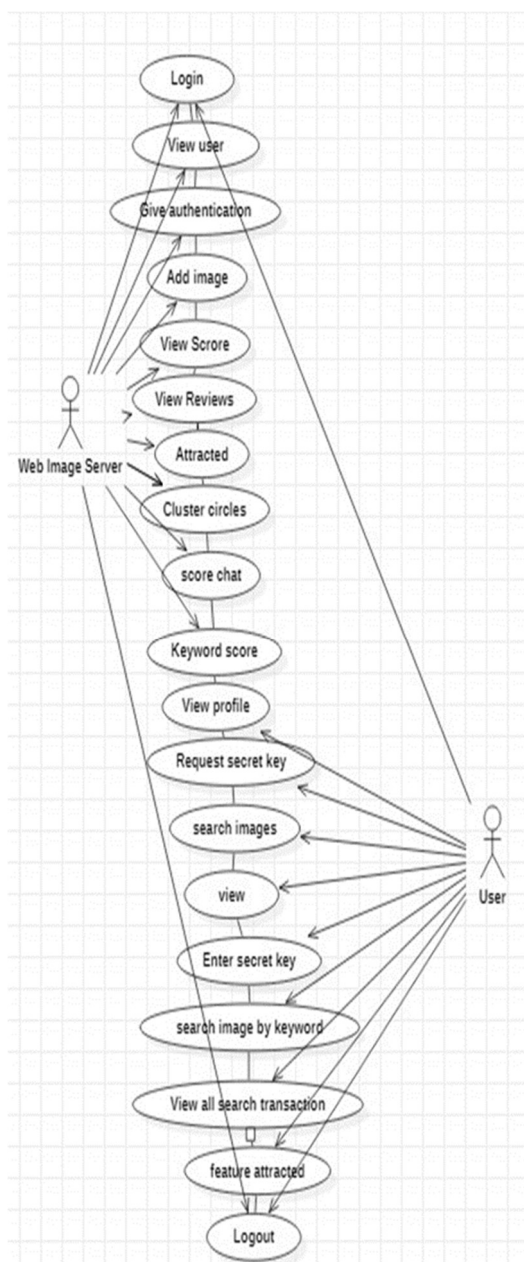 Login
View user
Give authentication
Add image
View Scrore
View Reviews
Web Image Server
Attracted
Cluster circles
score chat
Keyword score
View profile
Request secret key
search images
view
User
Enter secret key
search image by keyword
View all search transaction
feature attracted
Logout